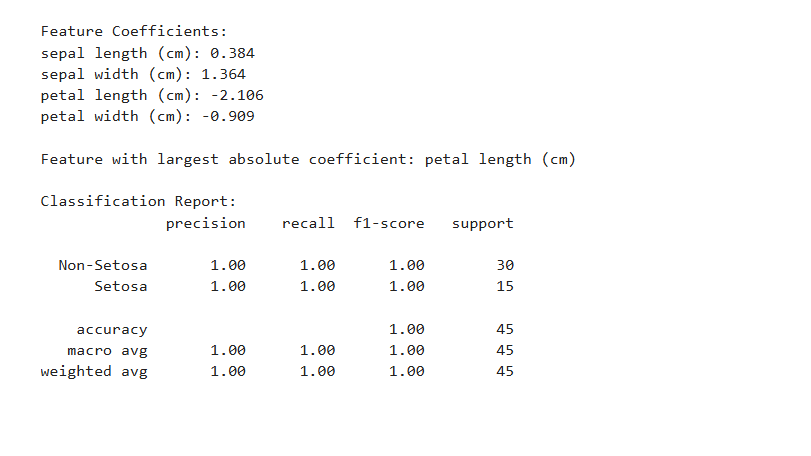 Feature Coefficients:
sepal length (cm): 0.384
sepal width (cm): 1.364
petal length (cm): -2.106
petal width (cm): -0.909
Feature with largest absolute coefficient: petal length (cm)
Classification Report:
precision recall f1-score support
Non-Setosa 1.00 1.00 1.00 30
Setosa 1.00 1.00 1.00 15
accuracy 1.00 45
macro avg 1.00 1.00 1.00 45
weighted avg 1.00 1.00 1.00 45